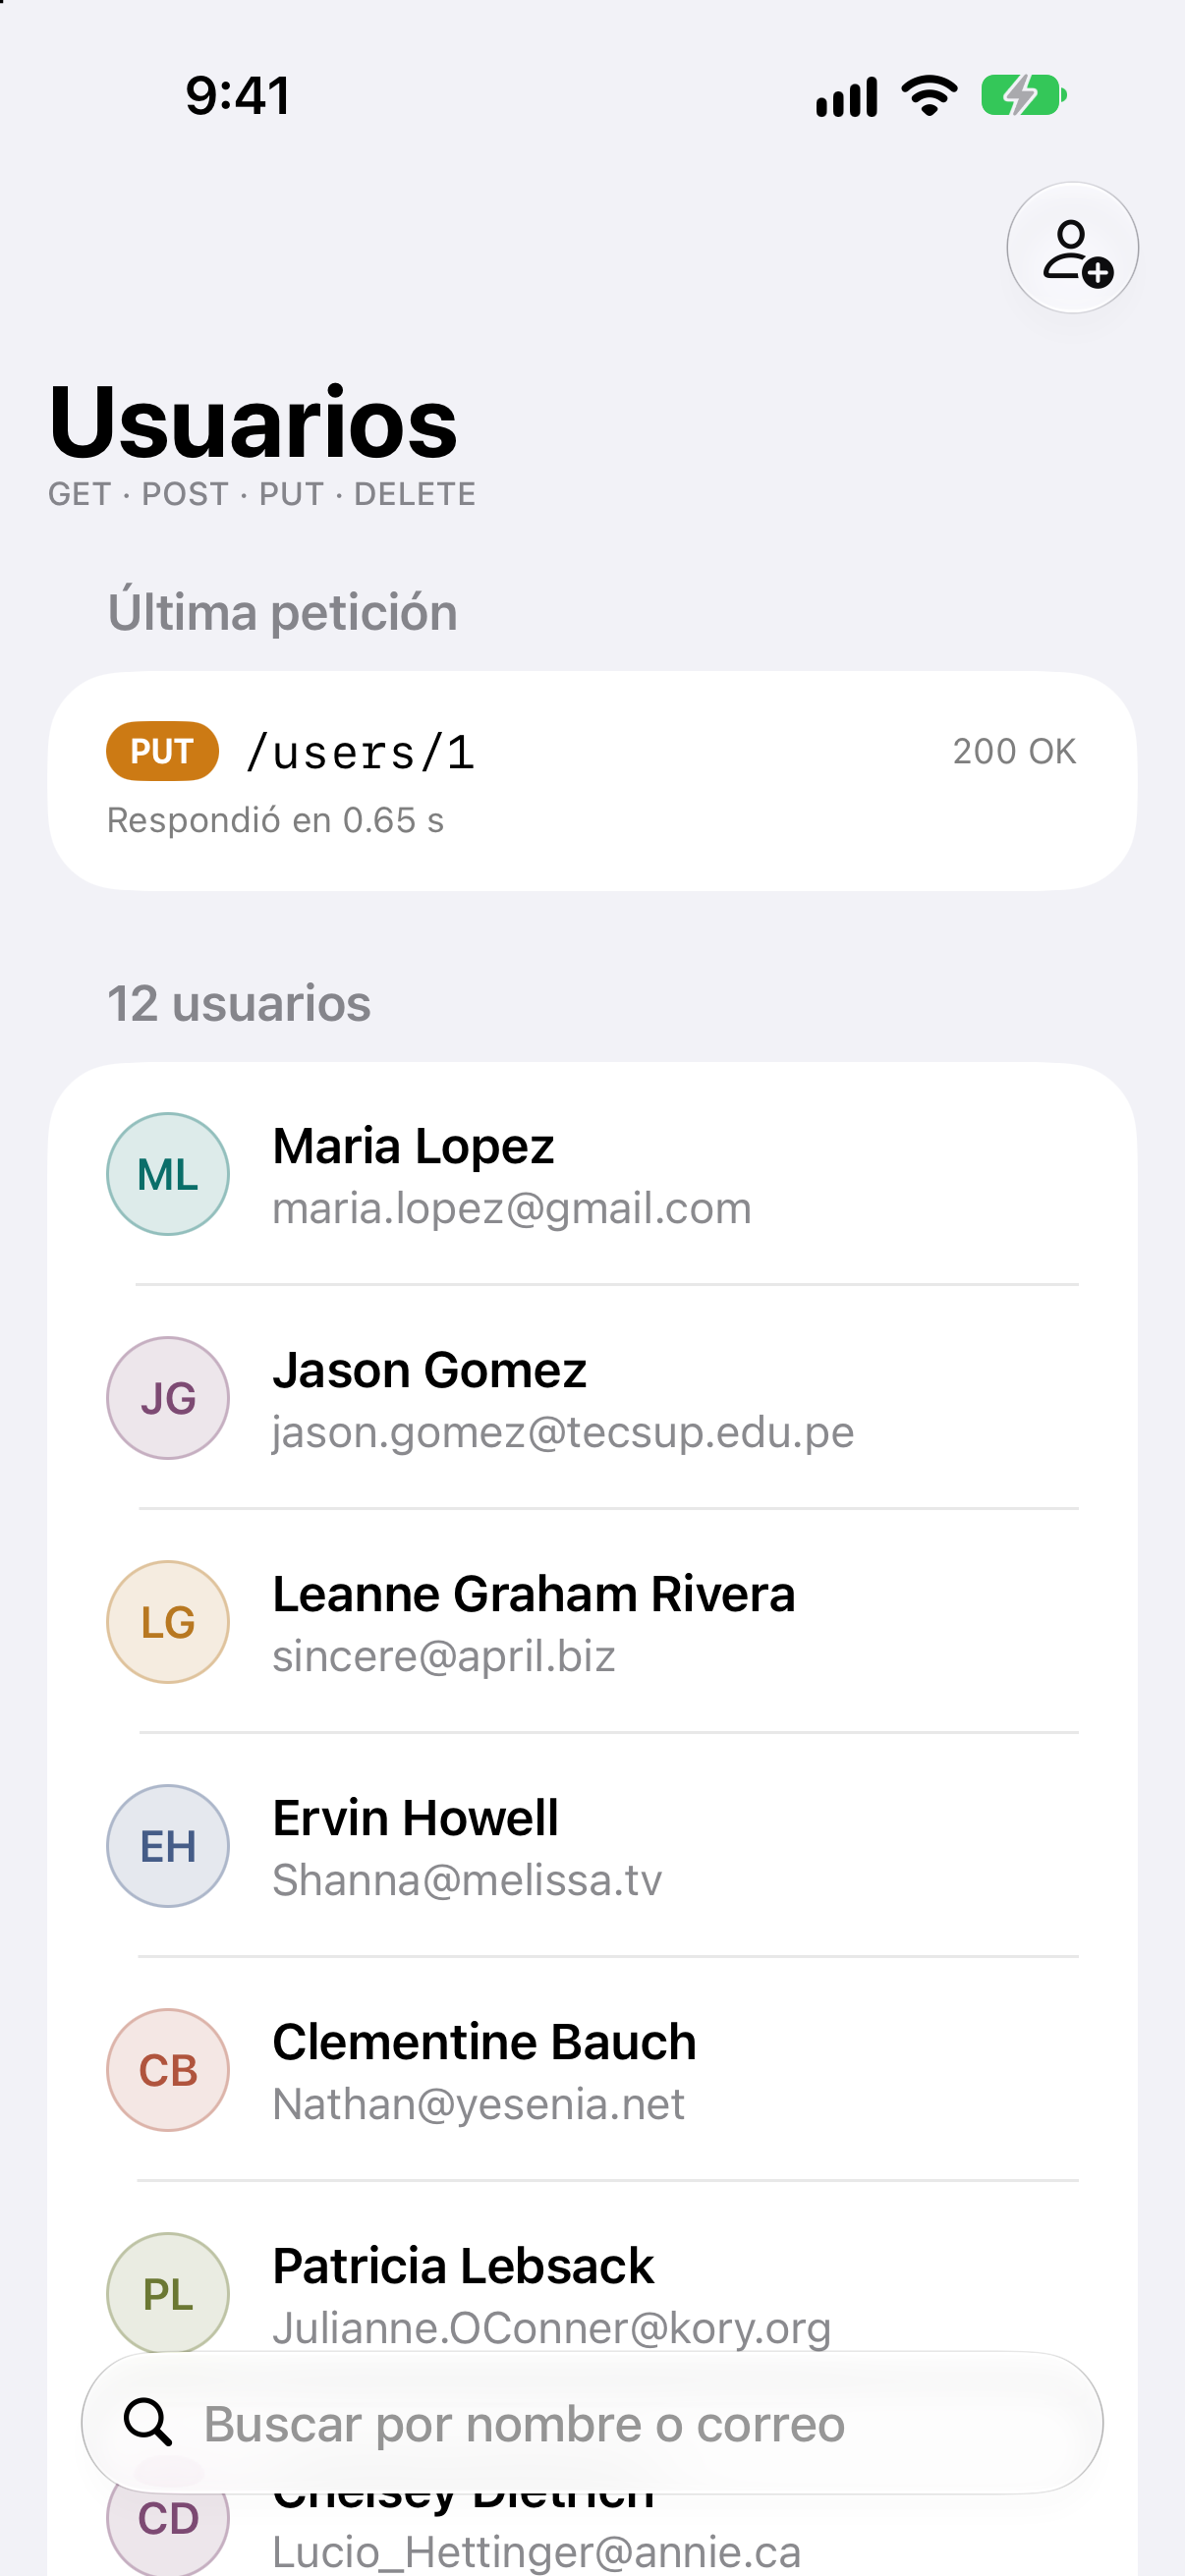 9:41
Usuarios
GET · POST · PUT · DELETE
Última petición
PUT /users/1 200 OK
Respondió en 0.65 s
12 usuarios
ML
Maria Lopez
maria.lopez@gmail.com
JG
Jason Gomez
jason.gomez@tecsup.edu.pe
LG
Leanne Graham Rivera
sincere@april.biz
EH
Ervin Howell
Shanna@melissa.tv
CB
Clementine Bauch
Nathan@yesenia.net
PL
Patricia Lebsack
Julianne.OConner@kory.org
Buscar por nombre o correo
CD
Chelsey Dietrich
Lucio_Hettinger@annie.ca